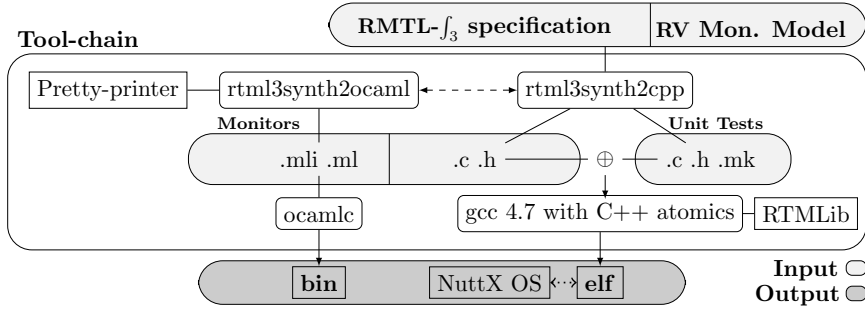 RMTL-∫₃ specification RV Mon. Model
Tool-chain
Pretty-printer rtml3synth2ocaml rtml3synth2cpp
Monitors Unit Tests
.mli .ml .c .h ⊕ .c .h .mk
ocamlc gcc 4.7 with C++ atomics RTMLib
Input
bin NuttX OS elf
Output